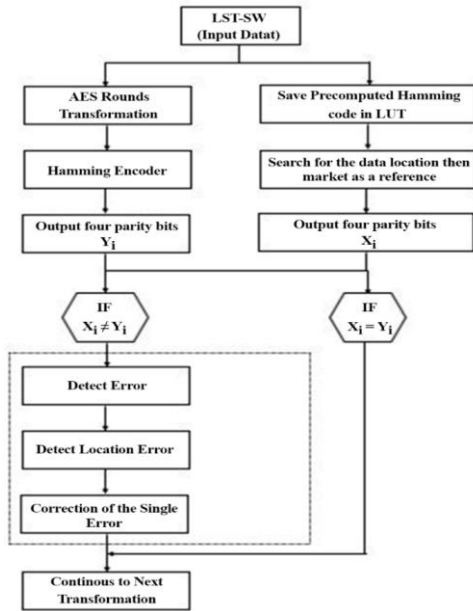 LST-SW
(Input Datat)
AES Rounds
Transformation
Save Precomputed Hamming
code in LUT
Hamming Encoder
Search for the data location then
market as a reference
Output four parity bits
Yi
Output four parity bits
Xi
IF
Xi ≠ Yi
IF
Xi = Yi
Detect Error
Detect Location Error
Correction of the Single
Error
Continous to Next
Transformation